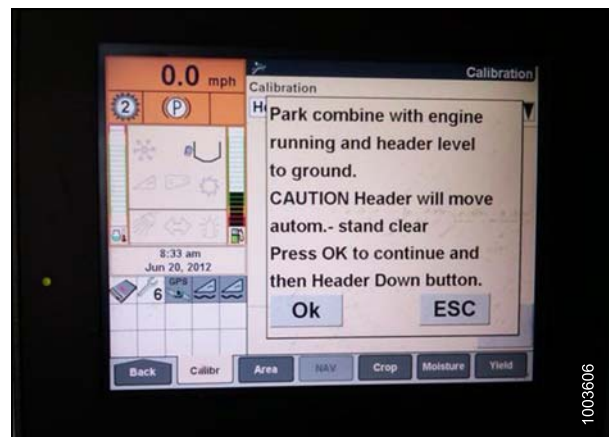 0.0 mph
Calibration
Calibration
2
P
He
Park combine with engine
running and header level
to ground.
CAUTION Header will move
autom.- stand clear
Press OK to continue and
then Header Down button.
Ok ESC
8:33 am
Jun 20, 2012
6 GPS
Back Calibr Area NAV Crop Moisture Yield
1003606